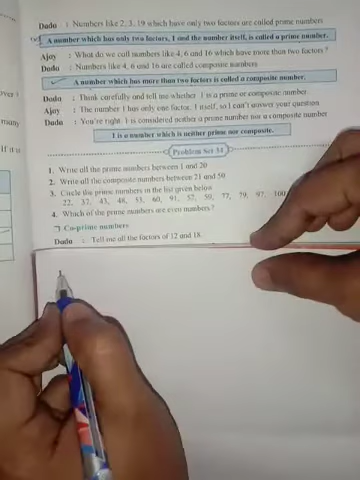 Dada : Numbers like 2, 3, 19 which have only two factors are called prime numbers
A number which has only two factors, 1 and the number itself, is called a prime number.
Ajay : What do we call numbers like 4, 6 and 16 which have more than two factors ?
Dada : Numbers like 4, 6 and 16 are called composite numbers
A number which has more than two factors is called a composite number.
Dada : Think carefully and tell me whether 1 is a prime or composite number
Ajay : The number 1 has only one factor, 1 itself, so I can't answer your question
Dada : You're right. 1 is considered neither a prime number nor a composite number
1 is a number which is neither prime nor composite.
many
If it is
Problem Set 31
1. Write all the prime numbers between 1 and 20
2. Write all the composite numbers between 21 and 50
3. Circle the prime numbers in the list given below
22, 37, 43, 48, 53, 60, 91, 57, 59, 77, 79, 97, 100
4. Which of the prime numbers are even numbers ?
Co-prime numbers
Dada : Tell me all the factors of 12 and 18.